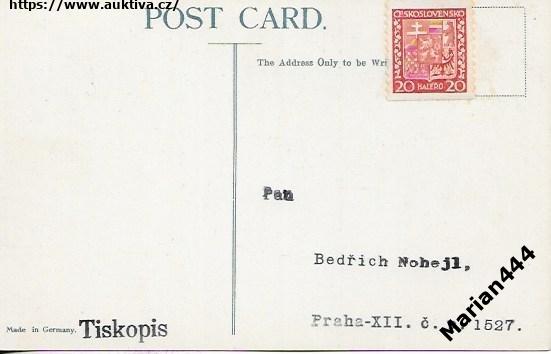 https://www.auktiva.cz/
POST CARD.
The Address Only to be Wri
ČESKOSLOVENSKO
20 HALÉŘŮ 20
Pan
Bedřich Nohejl,
Praha-XII. č. 1527.
Made in Germany.
Tiskopis
Marian444